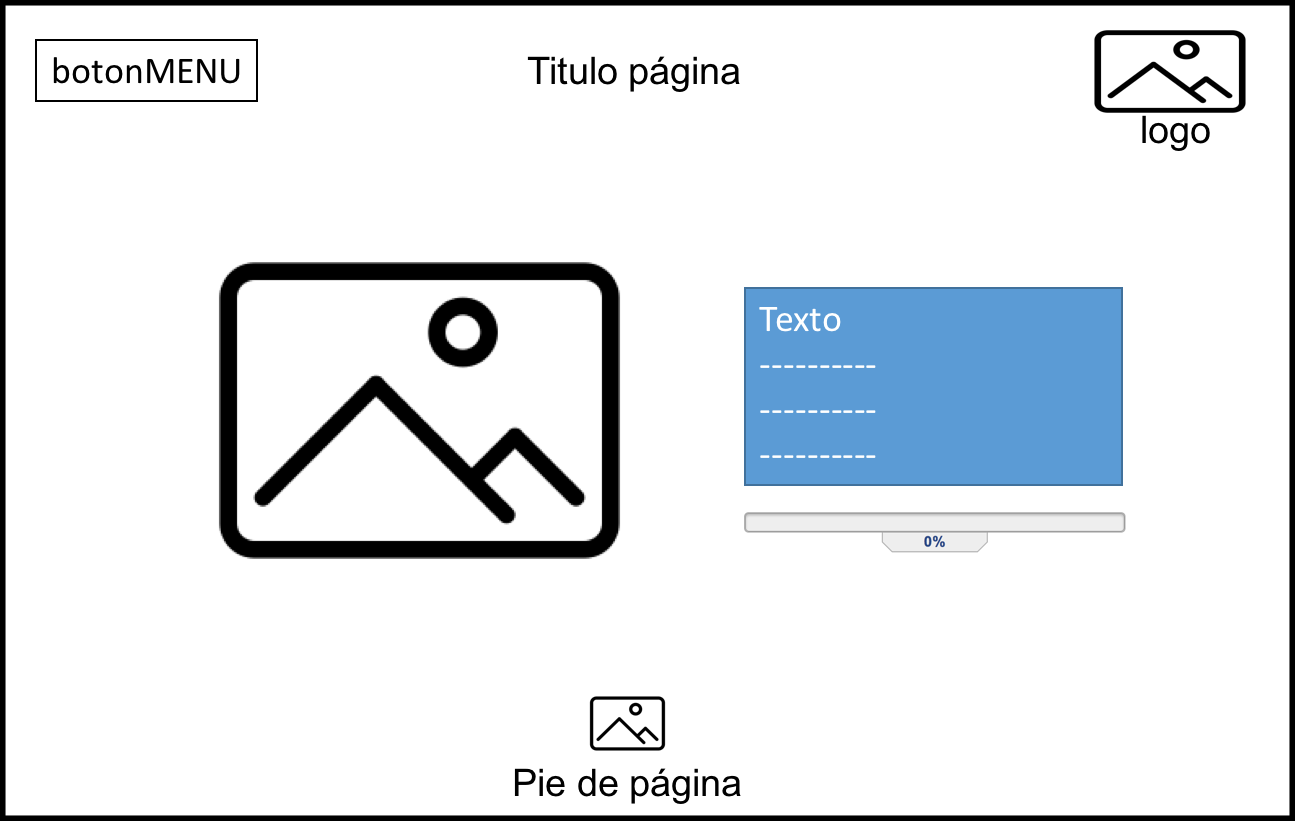 botonMENU
Titulo página
logo
Texto
----------
----------
----------
0%
Pie de página